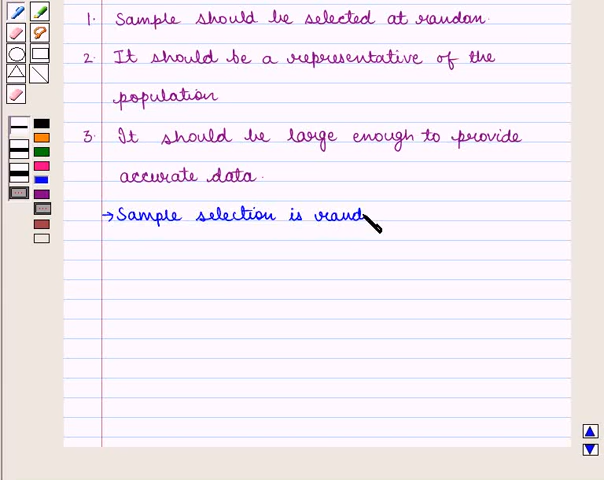 1. Sample should be selected at random.
2. It should be a representative of the
population
3. It should be large enough to provide
accurate data.
→ Sample selection is rand